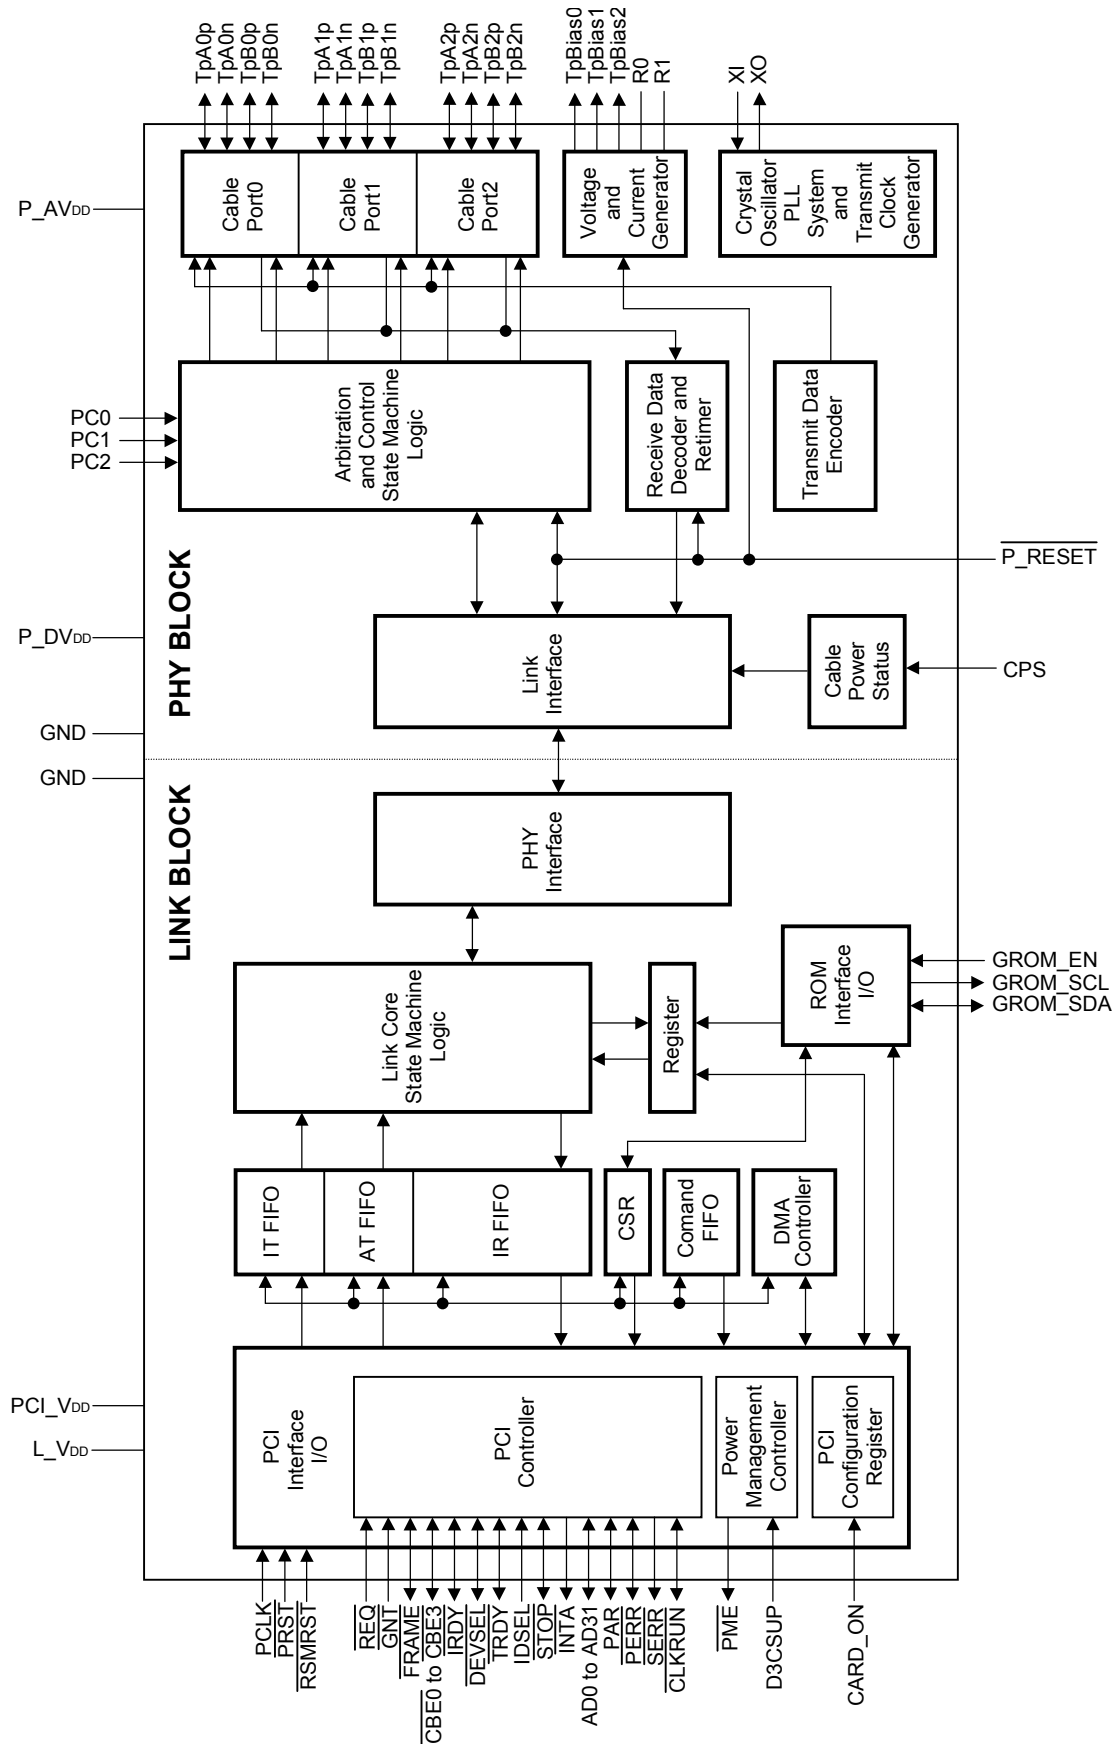 TpA0p
TpA0n
TpB0p
TpB0n
TpA1p
TpA1n
TpB1p
TpB1n
TpA2p
TpA2n
TpB2p
TpB2n
TpBias0
TpBias1
TpBias2
R0
R1
XI
XO
P_AVDD
Cable
Port0
Cable
Port1
Cable
Port2
Voltage
and
Current
Generator
Crystal
Oscillator
PLL
System
and
Transmit
Clock
Generator
PC0
PC1
PC2
Arbitration
and Control
State Machine
Logic
Receive Data
Decoder and
Retimer
Transmit Data
Encoder
P_RESET
PHY BLOCK
P_DVDD
Link
Interface
Cable
Power
Status
CPS
GND
GND
LINK BLOCK
PHY
Interface
Link Core
State Machine
Logic
Register
ROM
Interface
I/O
GROM_EN
GROM_SCL
GROM_SDA
IT FIFO
AT FIFO
IR FIFO
CSR
Comand
FIFO
DMA
Controller
PCI_VDD
L_VDD
PCI
Interface
I/O
PCI
Controller
Power
Management
Controller
PCI
Configuration
Register
PCLK
PRST
RSMRST
REQ
GNT
FRAME
CBE0 to CBE3
IRDY
DEVSEL
TRDY
IDSEL
STOP
INTA
AD0 to AD31
PAR
PERR
SERR
CLKRUN
PME
D3CSUP
CARD_ON